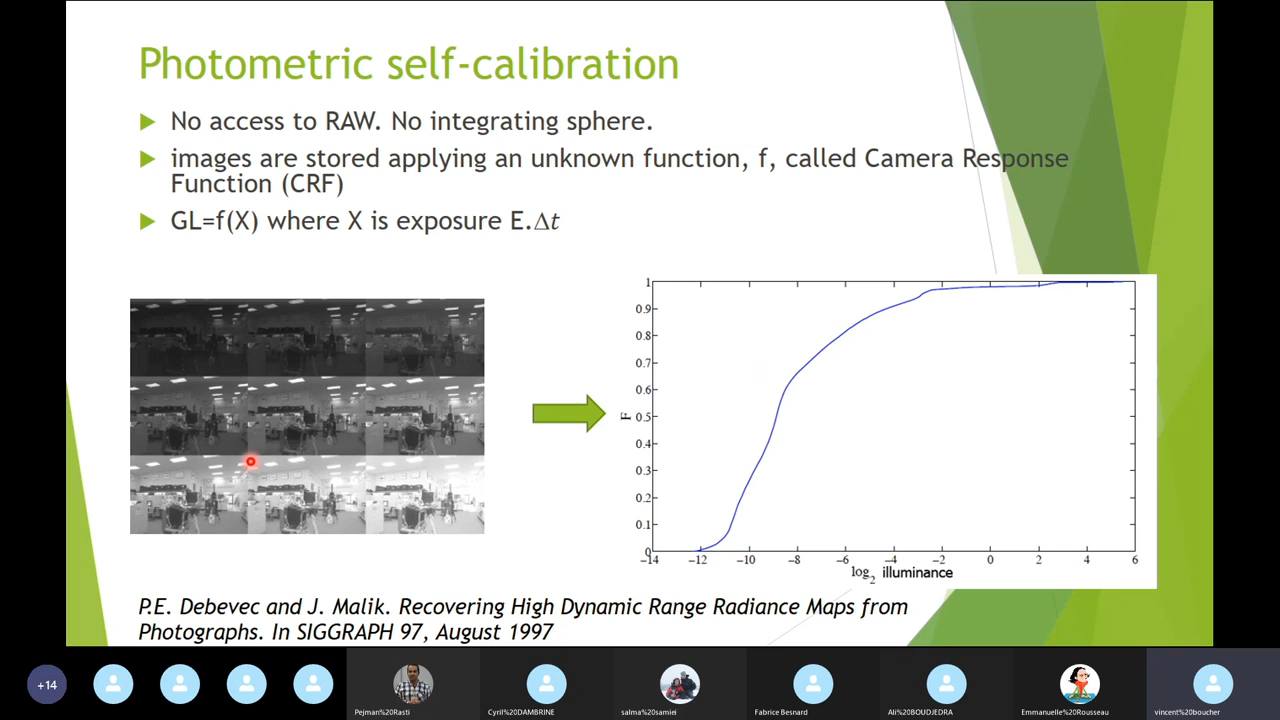 Photometric self-calibration
No access to RAW. No integrating sphere.
images are stored applying an unknown function, f, called Camera Response
Function (CRF)
GL=f(X) where X is exposure E.Δt
1
0.9
0.8
0.7
0.6
0.5
0.4
0.3
0.2
0.1
0
F
−14 −12 −10 −8 −6 −4 −2 0 2 4 6
log2 illuminance
P.E. Debevec and J. Malik. Recovering High Dynamic Range Radiance Maps from
Photographs. In SIGGRAPH 97, August 1997
+14
Pejman%20Rasti
Cyril%20DAMBRINE
salma%20samiei
Fabrice Besnard
Ali%20BOUDJEDRA
Emmanuelle%20Rousseau
vincent%20boucher